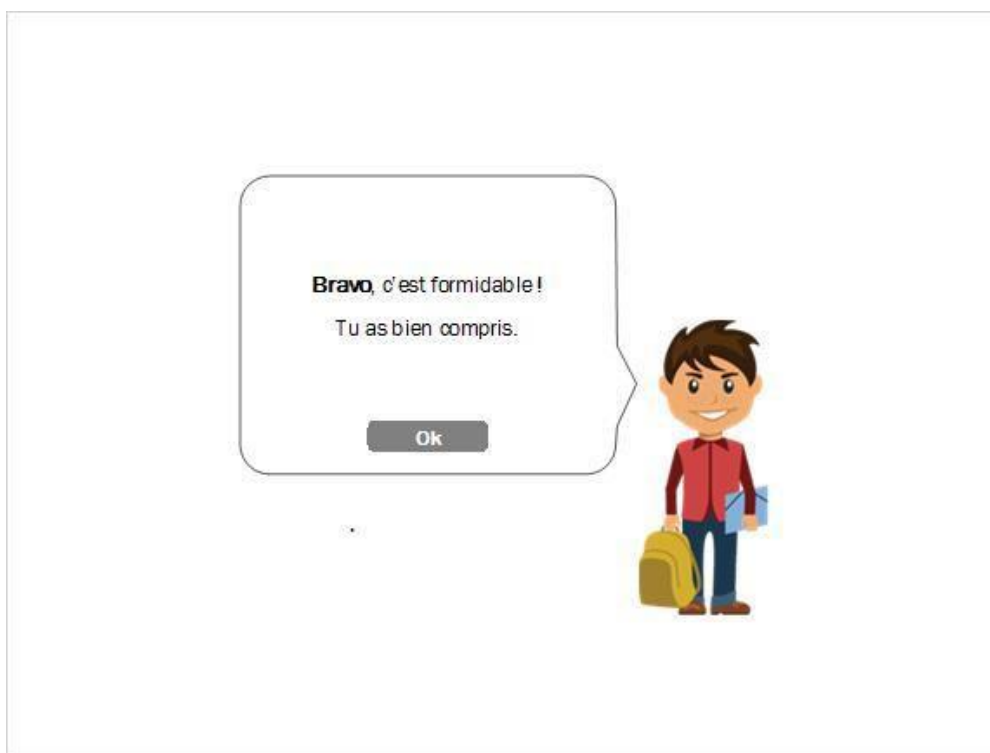 Bravo, c'est formidable !
Tu as bien compris.
Ok
.